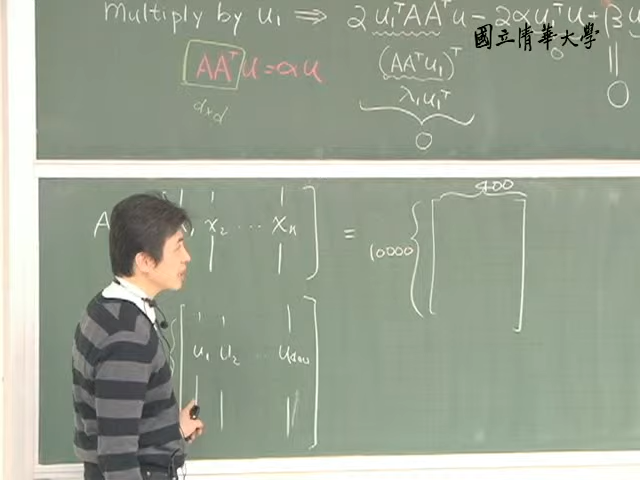 Multiply by u₁ ⇒ 2u₁ᵀAAᵀu - 2αu₁ᵀu + β
國立清華大學
AAᵀu = αu
d×d
(AAᵀu₁)ᵀ
λ₁u₁ᵀ
0
0
0
400
A x₂ ... xₙ = 10000
u₁ u₂ ... u₄₀₀